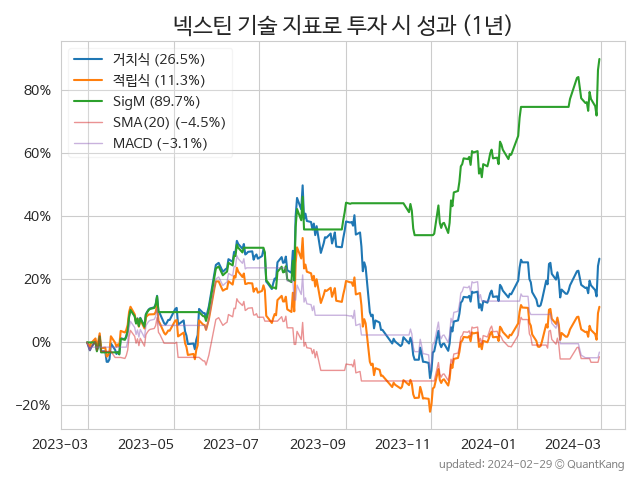 넥스틴 기술 지표로 투자 시 성과 (1년)
거치식 (26.5%)
적립식 (11.3%)
SigM (89.7%)
SMA(20) (−4.5%)
MACD (−3.1%)
80%
60%
40%
20%
0%
−20%
2023−03
2023−05
2023−07
2023−09
2023−11
2024−01
2024−03
updated: 2024−02−29 ⓒ QuantKang